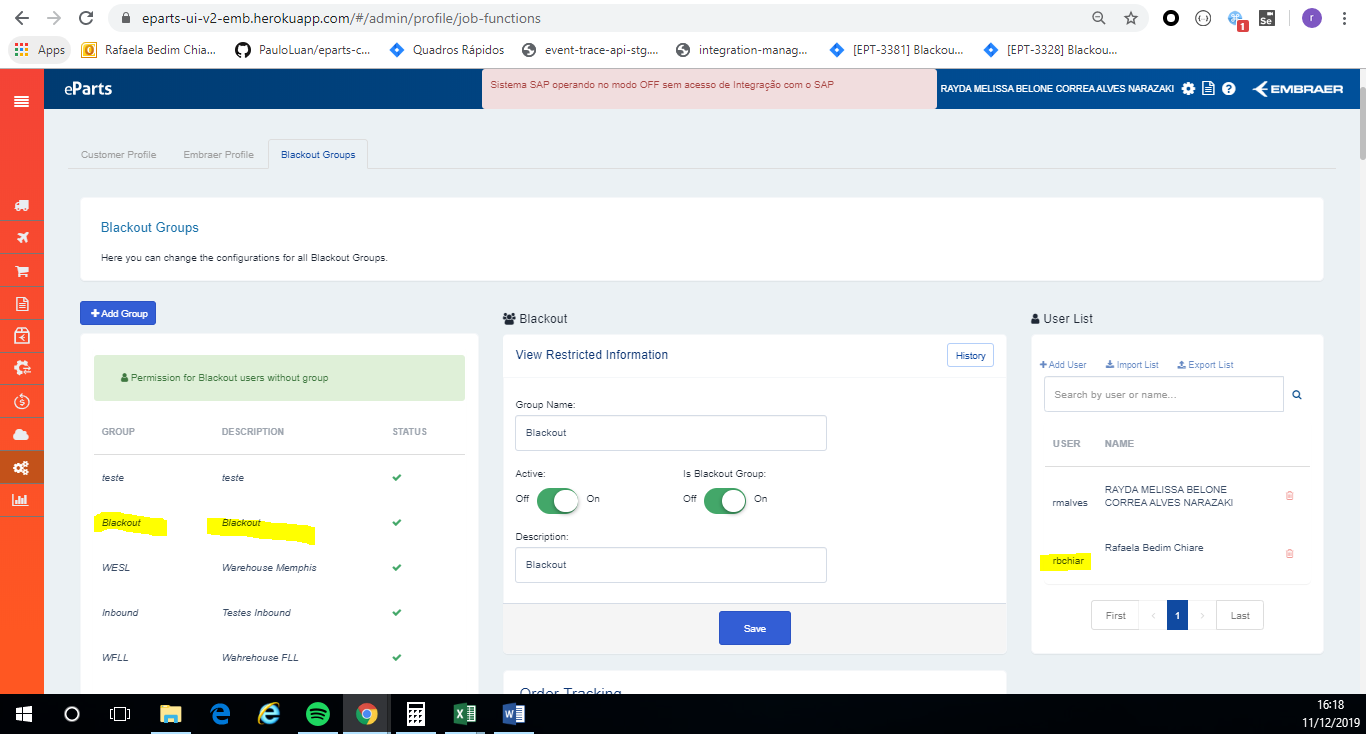 eparts-ui-v2-emb.herokuapp.com/#/admin/profile/job-functions
Se
1
r
Apps
Rafaela Bedim Chia...
PauloLuan/eparts-c...
Quadros Rápidos
event-trace-api-stg....
integration-manag...
[EPT-3381] Blackou...
[EPT-3328] Blackou...
eParts
Sistema SAP operando no modo OFF sem acesso de Integração com o SAP
RAYDA MELISSA BELONE CORREA ALVES NARAZAKI
EMBRAER
Customer Profile
Embraer Profile
Blackout Groups
Blackout Groups
Here you can change the configurations for all Blackout Groups.
Add Group
Permission for Blackout users without group
GROUP DESCRIPTION STATUS
teste teste
Blackout Blackout
WESL Warehouse Memphis
Inbound Testes Inbound
WFLL Wahrehouse FLL
Blackout
View Restricted Information
History
Group Name:
Blackout
Active: Is Blackout Group:
Off On Off On
Description:
Blackout
Save
Order Tracking
User List
Add User Import List Export List
Search by user or name...
USER NAME
rmalves RAYDA MELISSA BELONE
CORREA ALVES NARAZAKI
rbchiar Rafaela Bedim Chiare
First ‹ 1 › Last
16:18
11/12/2019